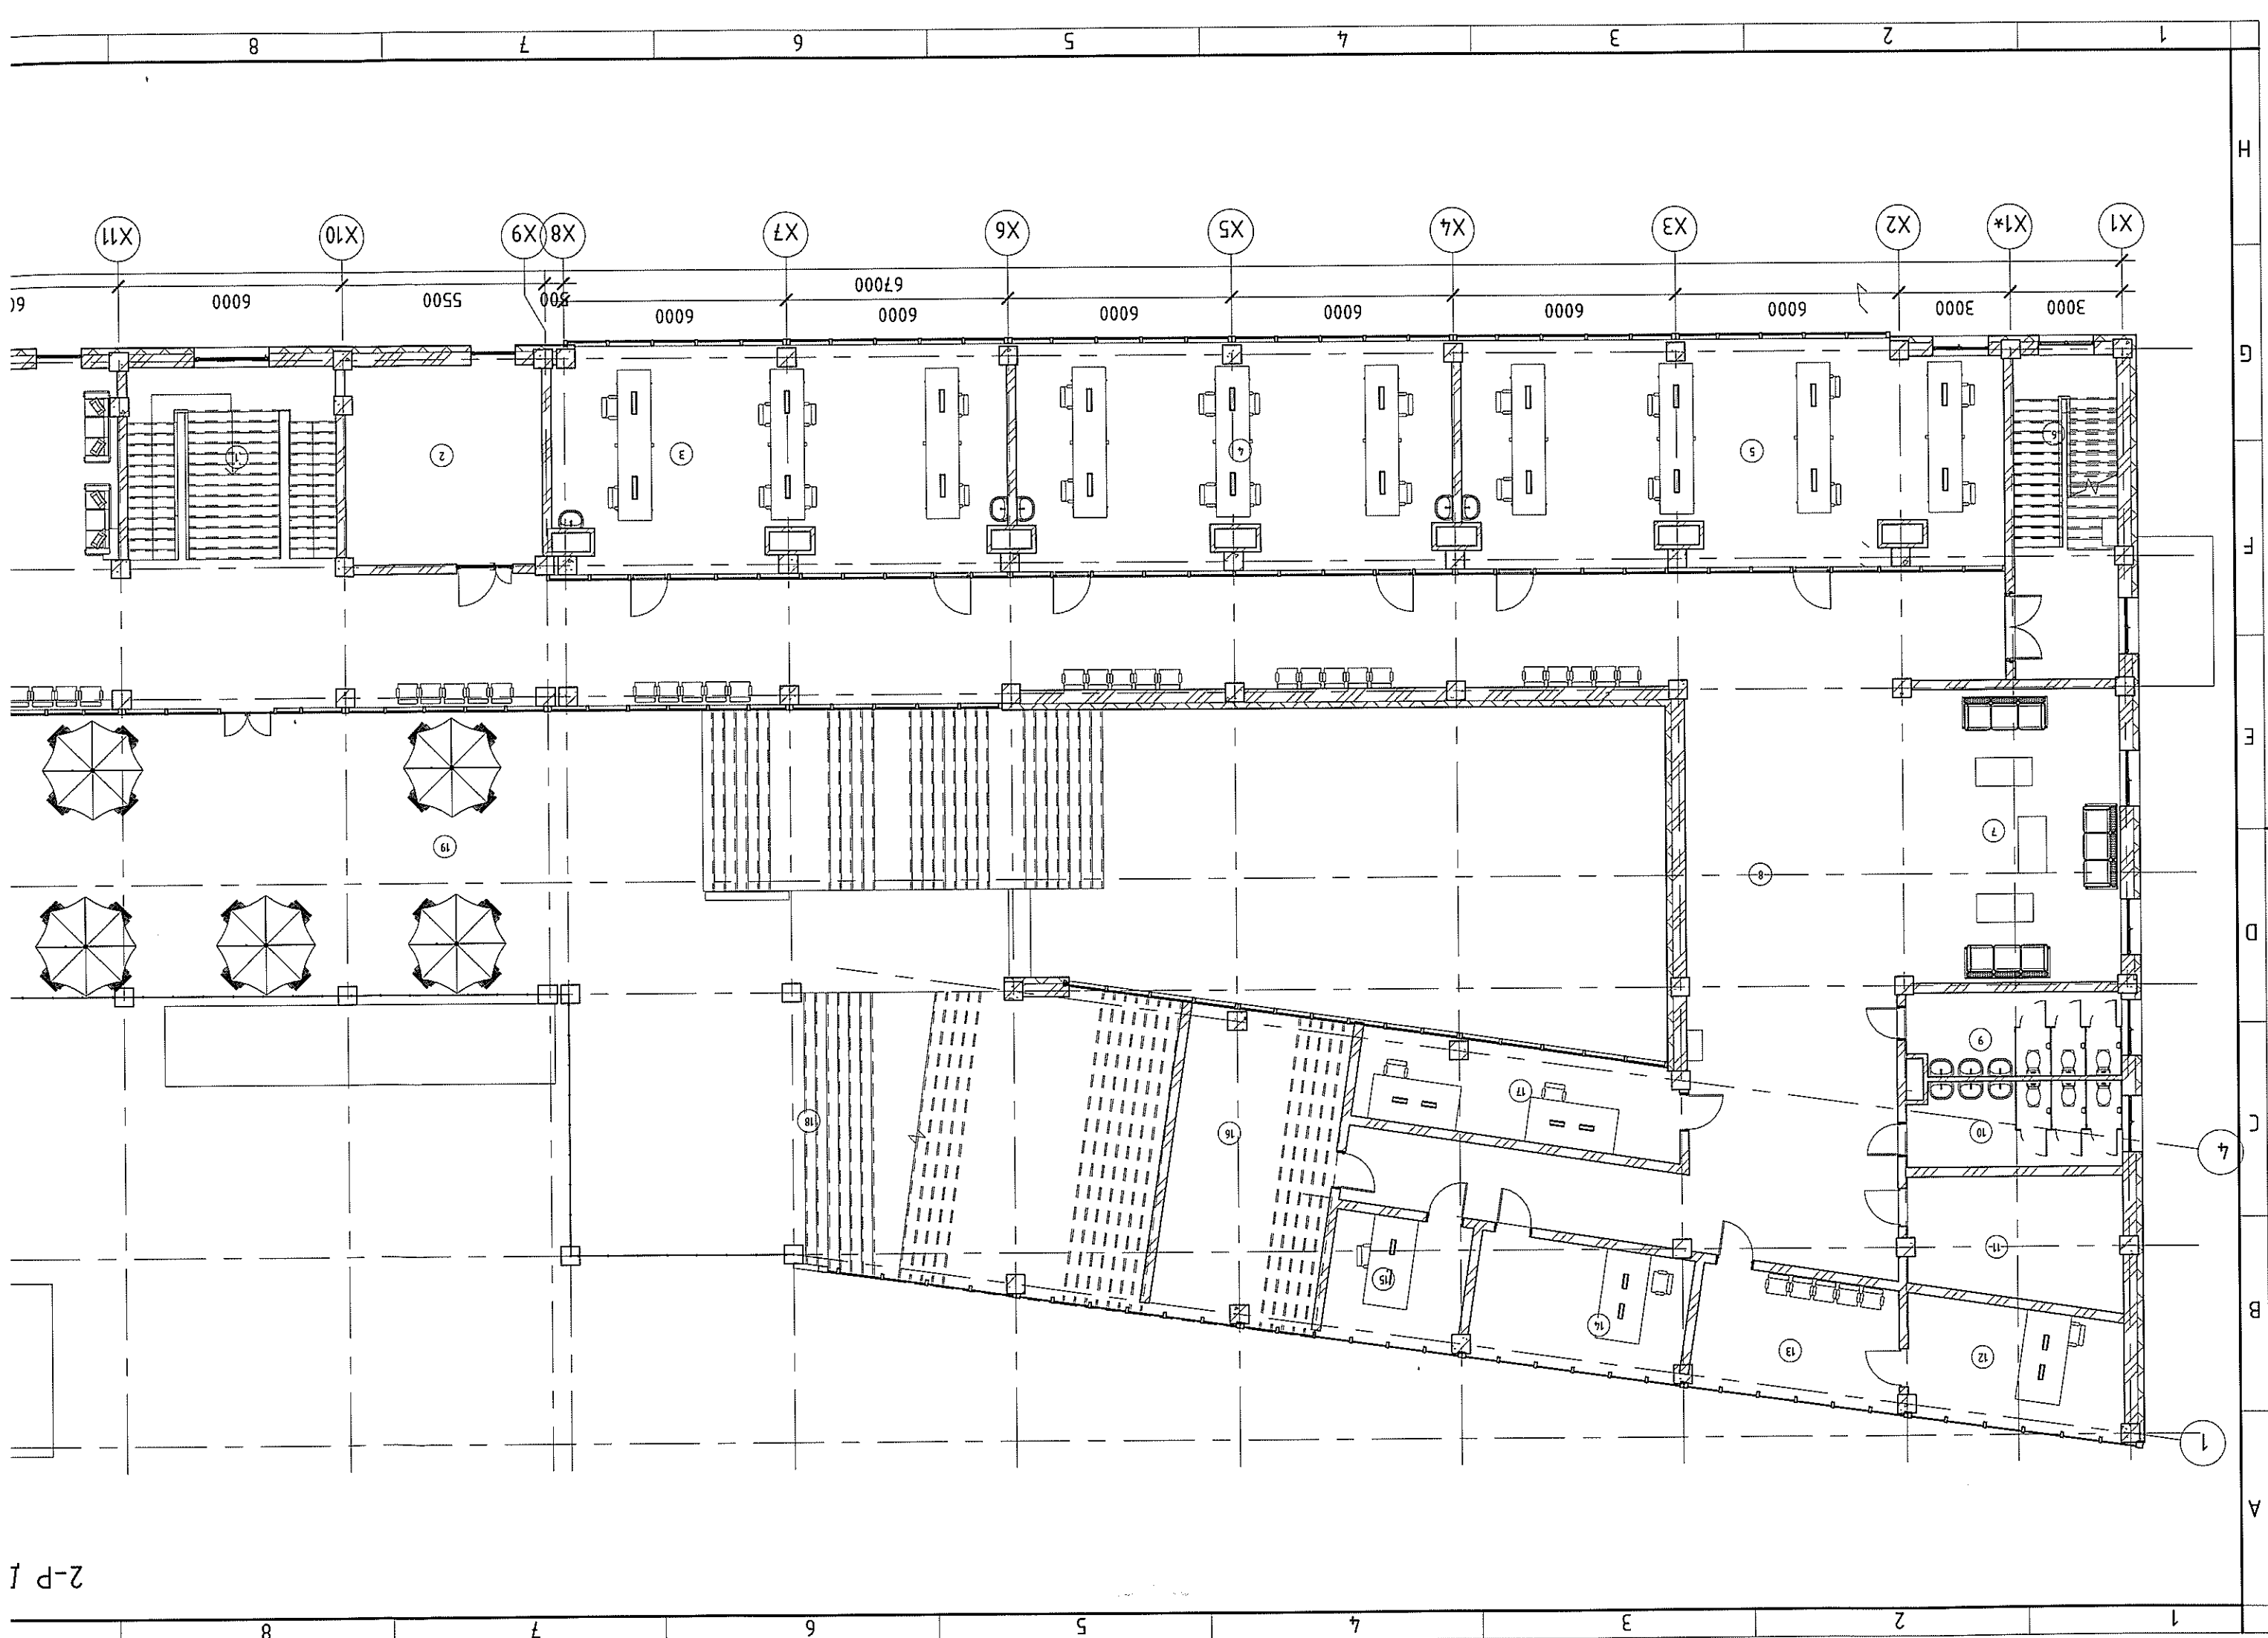 1 2 3 4 5 6 7 8
2-Р
A
1
12 13
14
B
15
11
4
C 10 16 18
17
9
D
8
19
7
E
F
6 5 4 3 2 1
G
3000 3000 6000 6000 6000 6000 6000 6000 500 5500 6000
67000
X1 X1* X2 X3 X4 X5 X6 X7 X8 X9 X10 X11
H
1 2 3 4 5 6 7 8